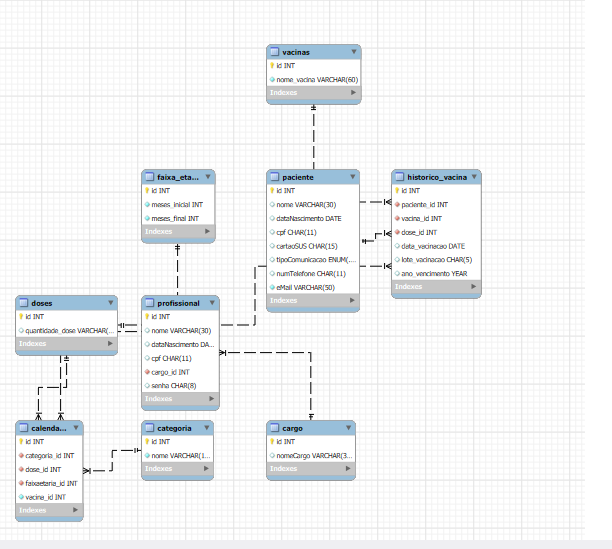 vacinas
id INT
nome_vacina VARCHAR(60)
Indexes
faixa_eta...
id INT
meses_inicial INT
meses_final INT
Indexes
paciente
id INT
nome VARCHAR(30)
dataNascimento DATE
cpf CHAR(11)
cartaoSUS CHAR(15)
tipoComunicacao ENUM(....
numTelefone CHAR(11)
eMail VARCHAR(50)
Indexes
historico_vacina
id INT
paciente_id INT
vacina_id INT
dose_id INT
data_vacinacao DATE
lote_vacinacao CHAR(5)
ano_vencimento YEAR
Indexes
doses
id INT
quantidade_dose VARCHAR(...
Indexes
profissional
id INT
nome VARCHAR(30)
dataNascimento DA...
cpf CHAR(11)
cargo_id INT
senha CHAR(8)
Indexes
calenda...
id INT
categoria_id INT
dose_id INT
faixaetaria_id INT
vacina_id INT
Indexes
categoria
id INT
nome VARCHAR(1...
Indexes
cargo
id INT
nomeCargo VARCHAR(3...
Indexes